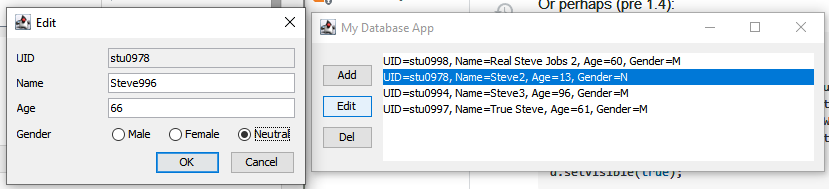 Edit
UID stu0978
Name Steve996
Age 66
Gender Male Female Neutral
OK Cancel
Or perhaps (pre 1.4):
My Database App
Add
Edit
Del
UID=stu0998, Name=Real Steve Jobs 2, Age=60, Gender=M
UID=stu0978, Name=Steve2, Age=13, Gender=N
UID=stu0994, Name=Steve3, Age=96, Gender=M
UID=stu0997, Name=True Steve, Age=61, Gender=M
d.setVisible(true);